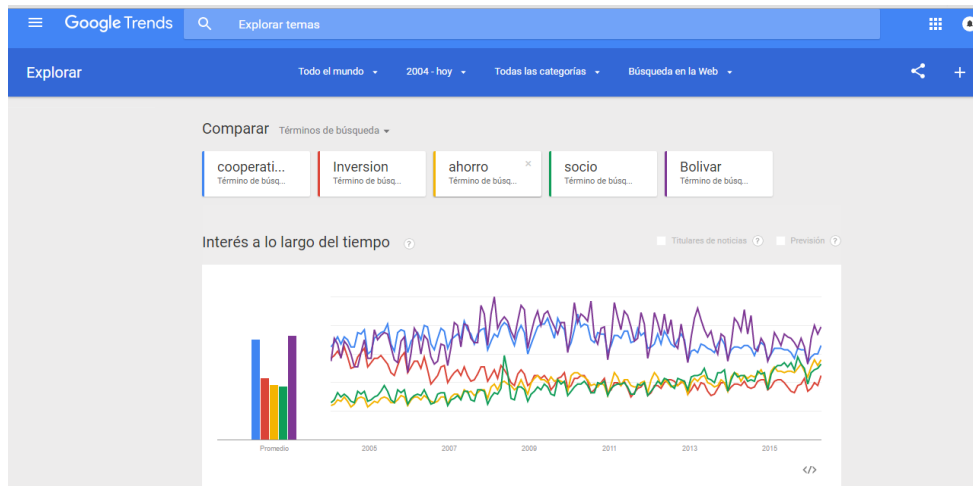 Google Trends Explorar temas
Explorar Todo el mundo 2004 - hoy Todas las categorías Búsqueda en la Web
Comparar Términos de búsqueda
cooperati... Inversion ahorro socio Bolivar
Término de búsq... Término de búsq... Término de búsq... Término de búsq... Término de búsq...
Interés a lo largo del tiempo ? Titulares de noticias ? Previsión ?
Promedio 2005 2007 2009 2011 2013 2015
</>